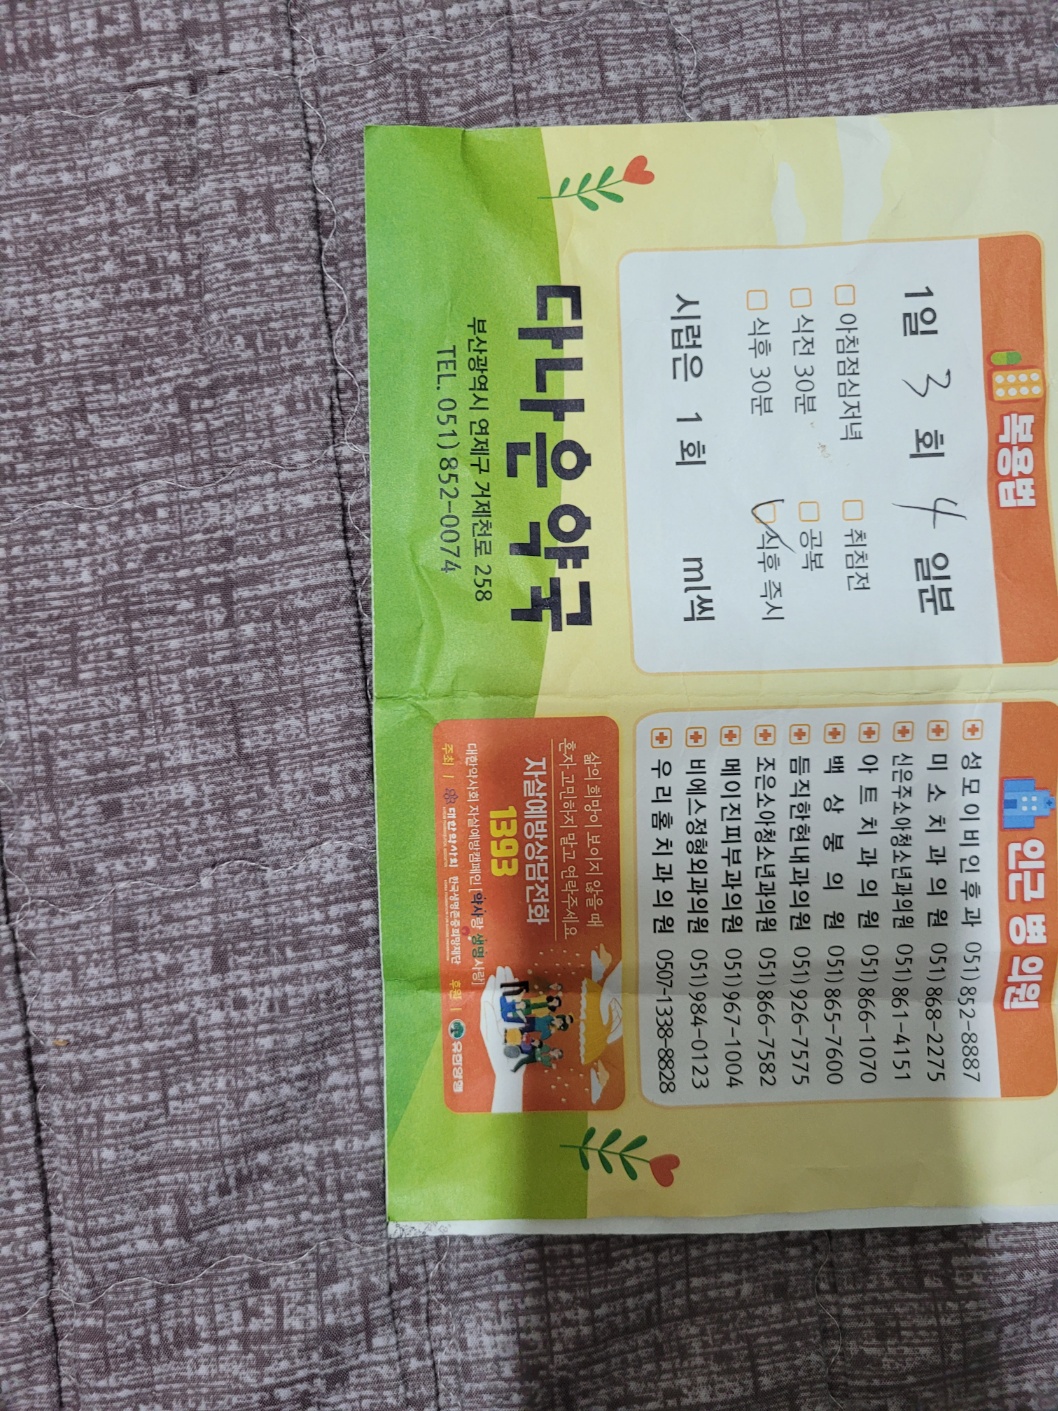 복용법
1일 3 회 4 일분
아침점심저녁 취침전
식전 30분 공복
식후 30분 식후 즉시
시럽은 1 회 ml씩
다나은 약국
부산광역시 연제구 거제천로 258
TEL. 051) 852-0074
인근 병 의원
성모이비인후과 051) 852-8887
미소치과의원 051) 868-2275
신은주소아청소년과의원 051) 861-4151
아트치과의원 051) 866-1070
백상봉의원 051) 865-7600
듬직한현내과의원 051) 926-7575
조은소아청소년과의원 051) 866-7582
메이진피부과의원 051) 967-1004
비에스정형외과의원 051) 984-0123
우리홈치과의원 0507-1338-8828
삶의 희망이 보이지 않을 때
혼자 고민하지 말고 연락주세요
자살예방상담전화
1393
대한약사회 자살예방캠페인 [약사랑 생명사랑]
주최 | 대한약사회 한국생명존중희망재단 후원 | 유한양행